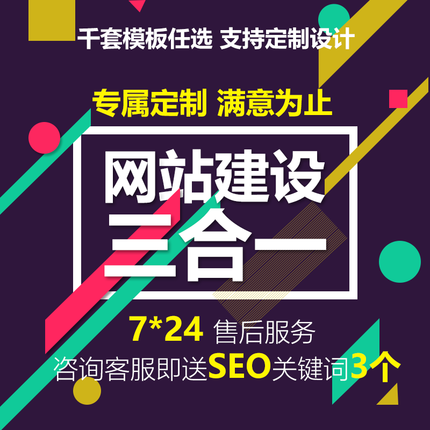 千套模板任选 支持定制设计
专属定制 满意为止
网站建设
三合一
7*24 售后服务
咨询客服即送SEO关键词3个